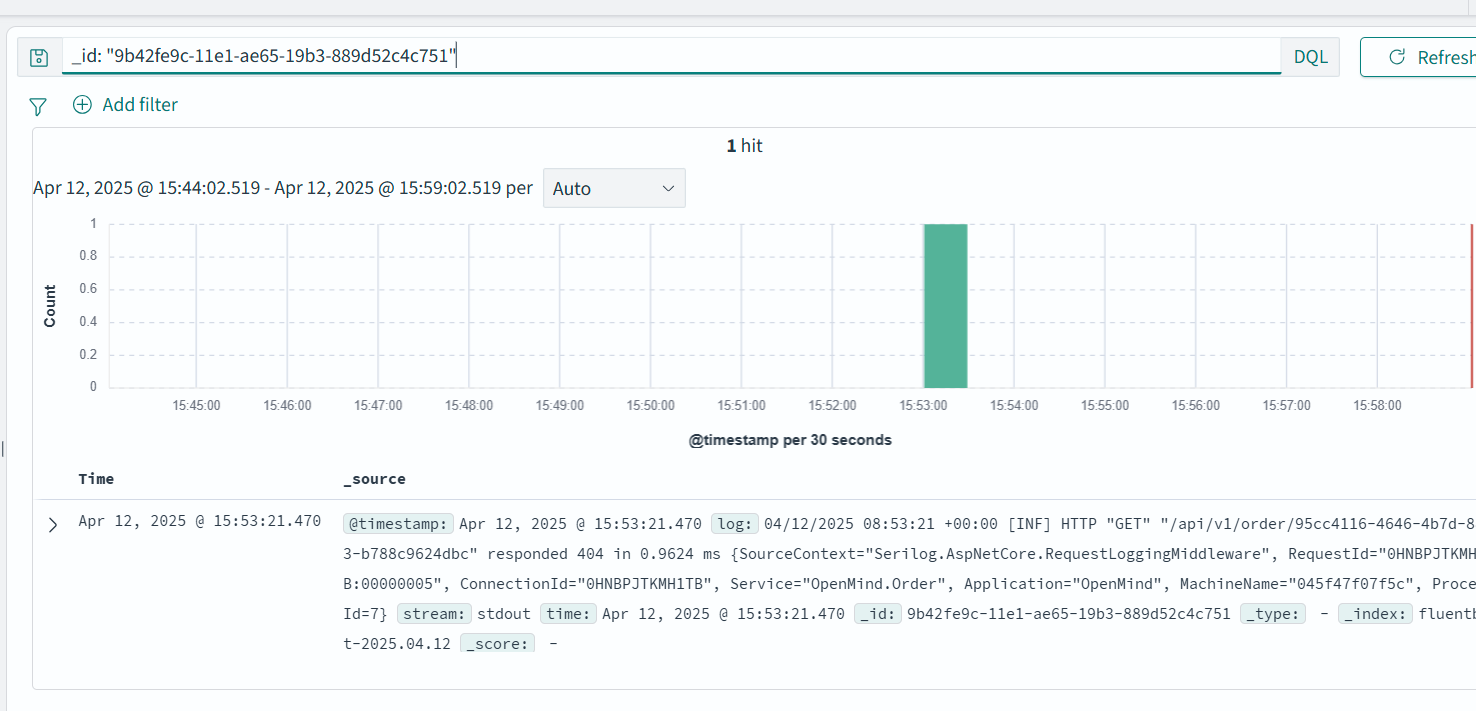 _id: "9b42fe9c-11e1-ae65-19b3-889d52c4c751" DQL Refresh
Add filter
1 hit
Apr 12, 2025 @ 15:44:02.519 - Apr 12, 2025 @ 15:59:02.519 per Auto
1
0.8
0.6
0.4
0.2
0
Count
15:45:00 15:46:00 15:47:00 15:48:00 15:49:00 15:50:00 15:51:00 15:52:00 15:53:00 15:54:00 15:55:00 15:56:00 15:57:00 15:58:00
@timestamp per 30 seconds
Time _source
Apr 12, 2025 @ 15:53:21.470 @timestamp: Apr 12, 2025 @ 15:53:21.470 log: 04/12/2025 08:53:21 +00:00 [INF] HTTP "GET" "/api/v1/order/95cc4116-4646-4b7d-8
3-b788c9624dbc" responded 404 in 0.9624 ms {SourceContext="Serilog.AspNetCore.RequestLoggingMiddleware", RequestId="0HNBPJTKMH
B:00000005", ConnectionId="0HNBPJTKMH1TB", Service="OpenMind.Order", Application="OpenMind", MachineName="045f47f07f5c", Proce
Id=7} stream: stdout time: Apr 12, 2025 @ 15:53:21.470 _id: 9b42fe9c-11e1-ae65-19b3-889d52c4c751 _type: - _index: fluentb
t-2025.04.12 _score: -